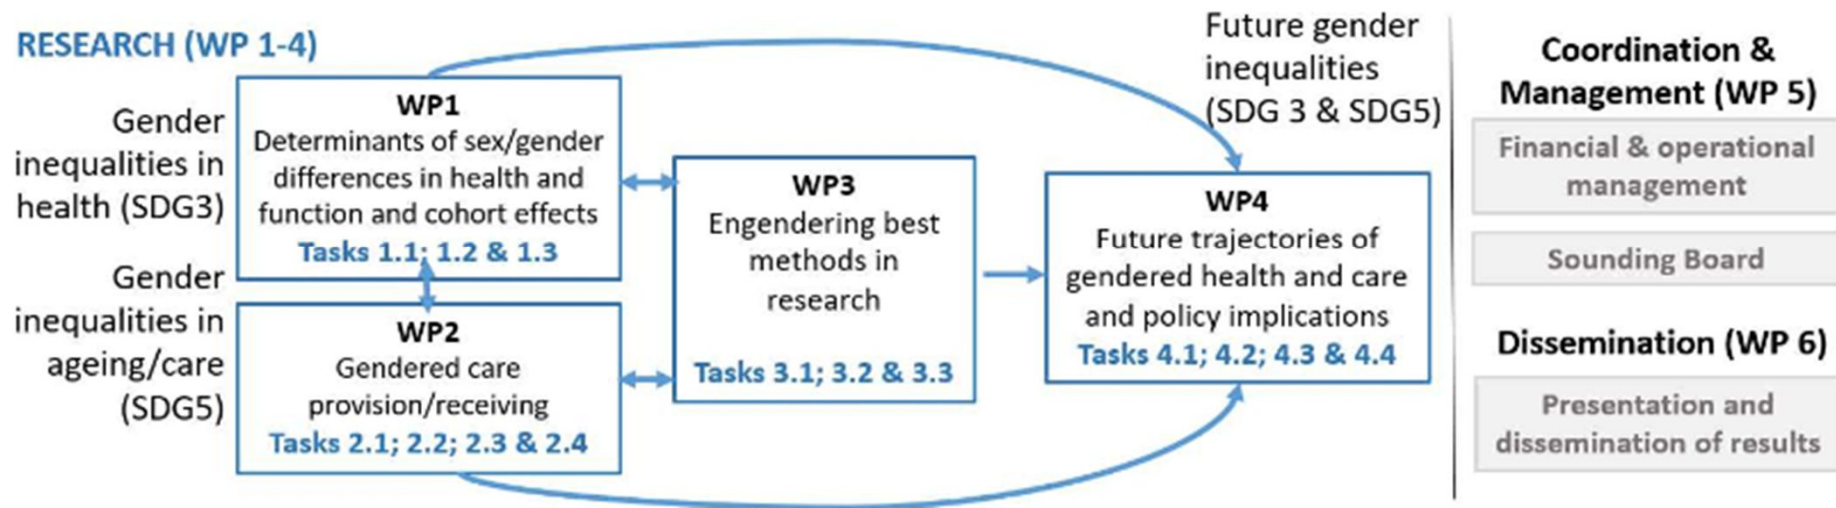 RESEARCH (WP 1-4)
Gender
inequalities in
health (SDG3)
Gender
inequalities in
ageing/care
(SDG5)
WP1
Determinants of sex/gender
differences in health and
function and cohort effects
Tasks 1.1; 1.2 & 1.3
WP2
Gendered care
provision/receiving
Tasks 2.1; 2.2; 2.3 & 2.4
WP3
Engendering best
methods in
research
Tasks 3.1; 3.2 & 3.3
Future gender
inequalities
(SDG 3 & SDG5)
WP4
Future trajectories of
gendered health and care
and policy implications
Tasks 4.1; 4.2; 4.3 & 4.4
Coordination &
Management (WP 5)
Financial & operational
management
Sounding Board
Dissemination (WP 6)
Presentation and
dissemination of results